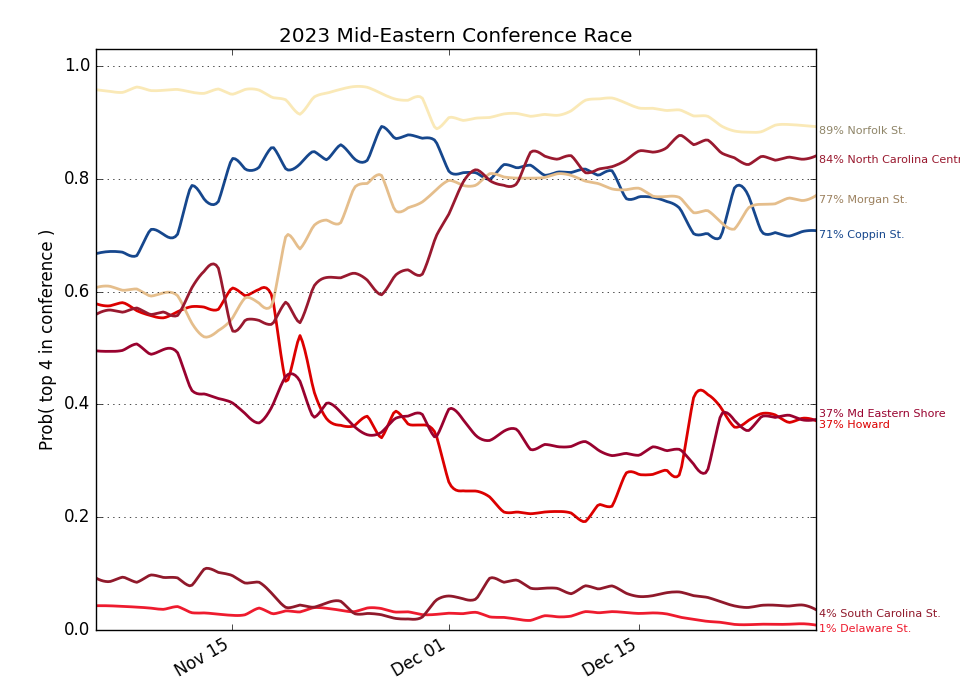 2023 Mid-Eastern Conference Race
1.0
0.8
0.6
0.4
0.2
0.0
Prob( top 4 in conference )
Nov 15
Dec 01
Dec 15
89% Norfolk St.
84% North Carolina Centr
77% Morgan St.
71% Coppin St.
37% Md Eastern Shore
37% Howard
4% South Carolina St.
1% Delaware St.